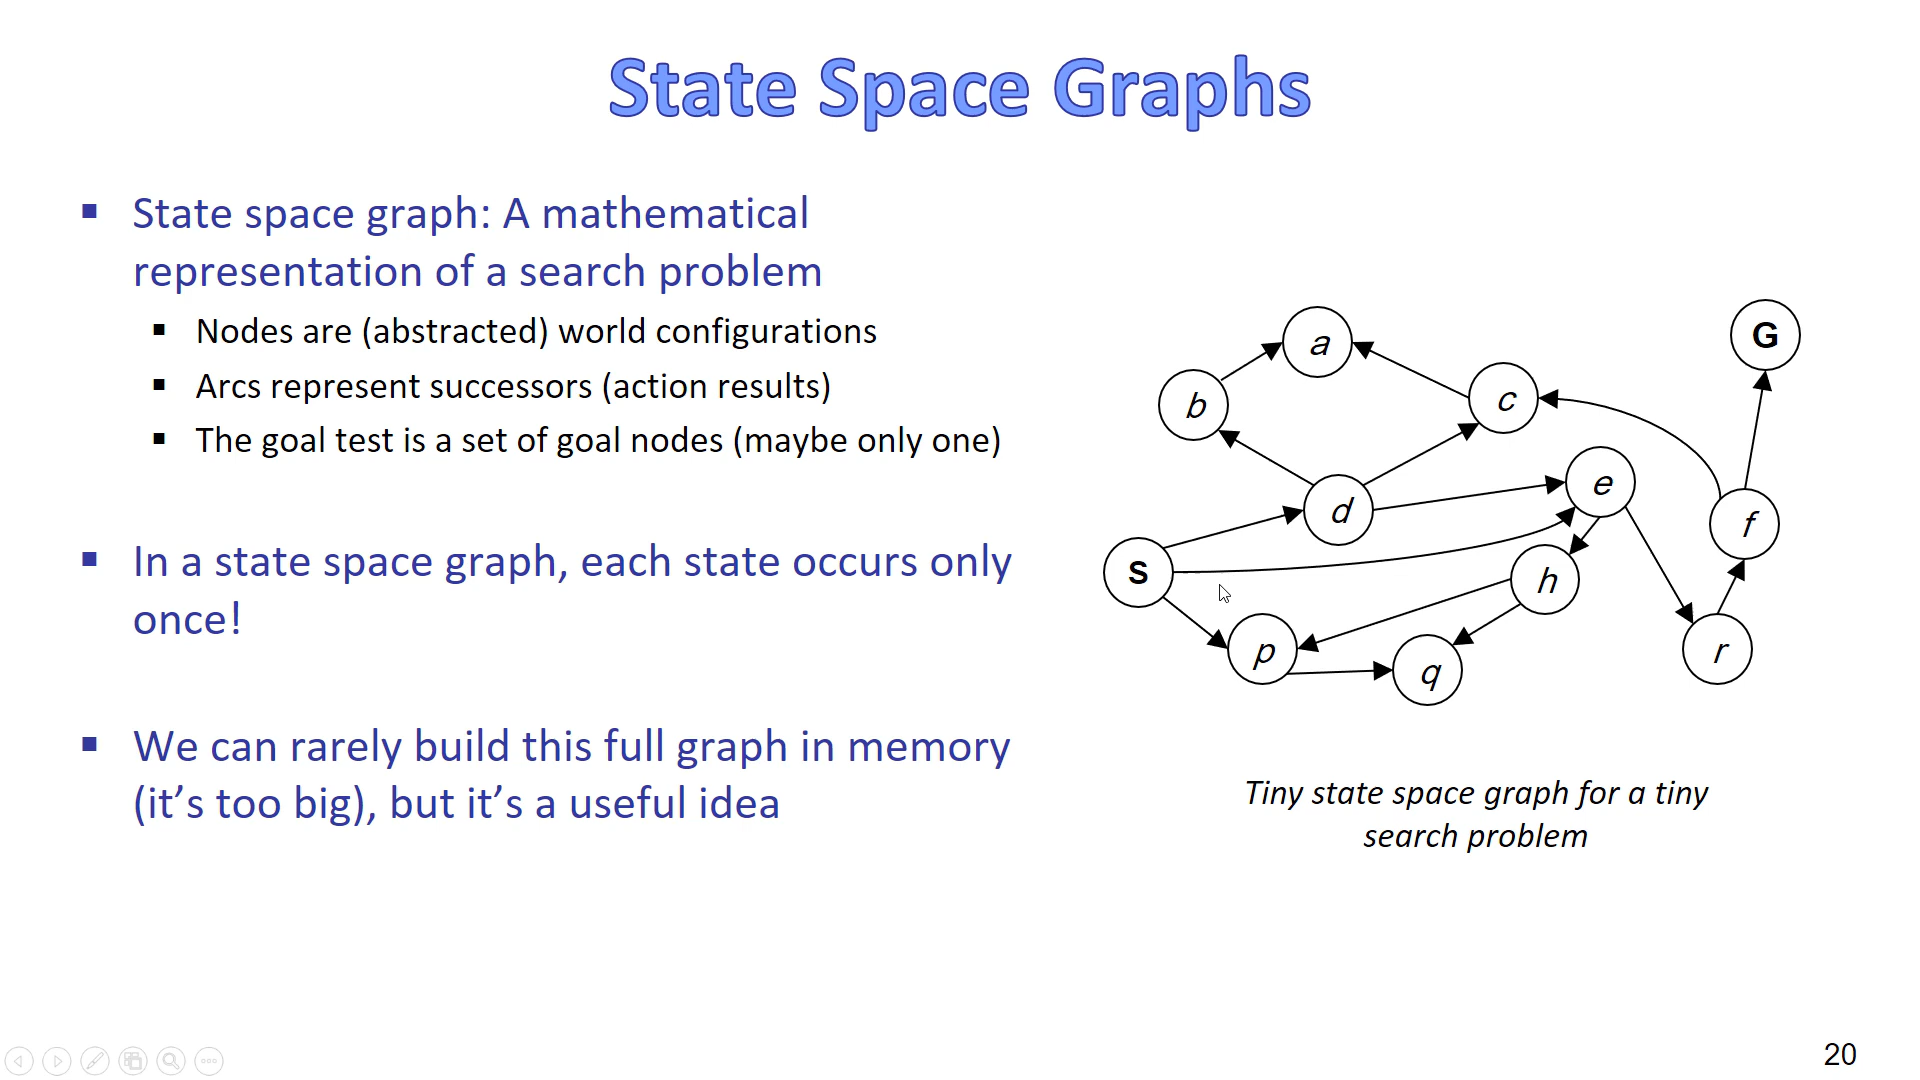 State Space Graphs
State space graph: A mathematical
representation of a search problem
Nodes are (abstracted) world configurations
Arcs represent successors (action results)
The goal test is a set of goal nodes (maybe only one)
In a state space graph, each state occurs only
once!
We can rarely build this full graph in memory
(it’s too big), but it’s a useful idea
G
a
b
c
e
d
f
S
h
p
q
r
Tiny state space graph for a tiny
search problem
20